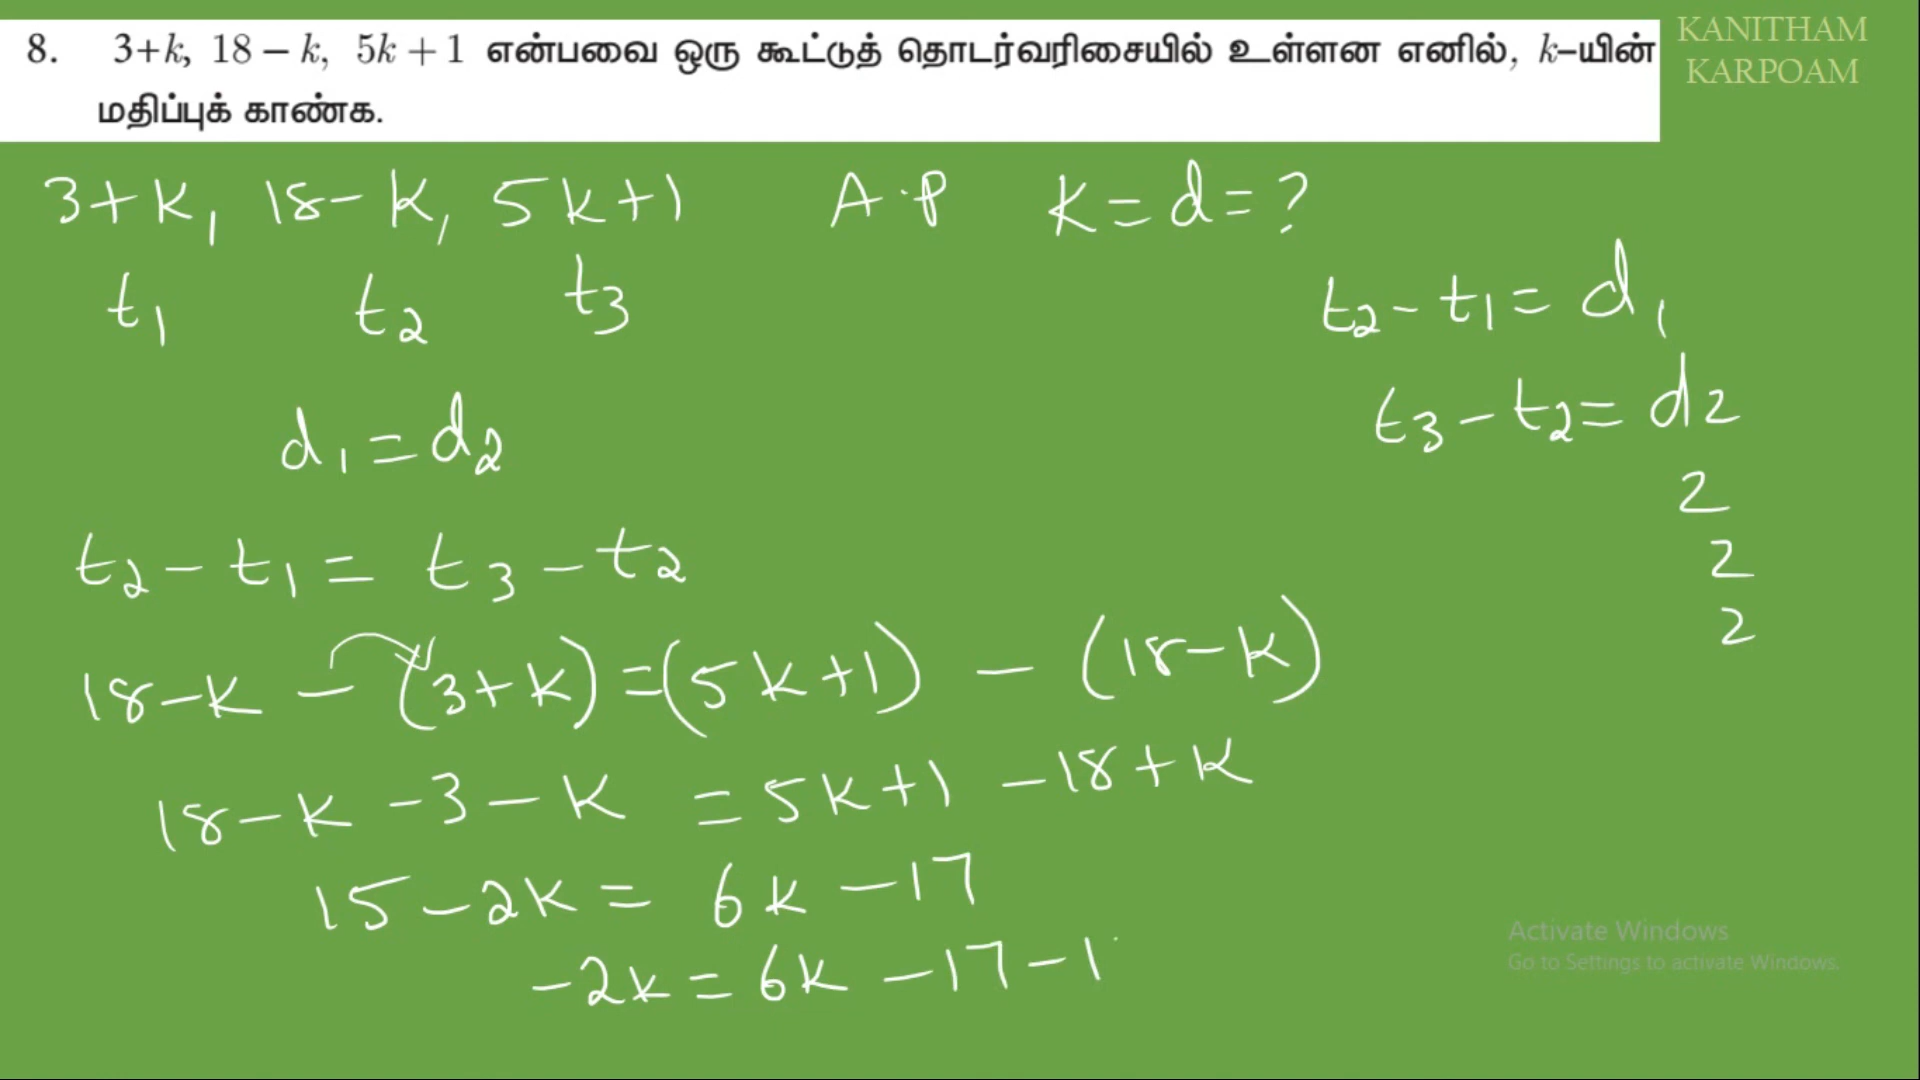 8. 3+k, 18 – k, 5k + 1 என்பவை ஒரு கூட்டுத் தொடர்வரிசையில் உள்ளன எனில், k–யின்
மதிப்புக் காண்க.
KANITHAM
KARPOAM
3+k, 18-k, 5k+1 A.P k=d=?
t1 t2 t3
t2-t1=d1
t3-t2=d2
2
2
2
d1=d2
t2-t1=t3-t2
18-k-(3+k)=(5k+1)-(18-k)
18-k-3-k=5k+1-18+k
15-2k=6k-17
-2k=6k-17-1
Activate Windows
Go to Settings to activate Windows.